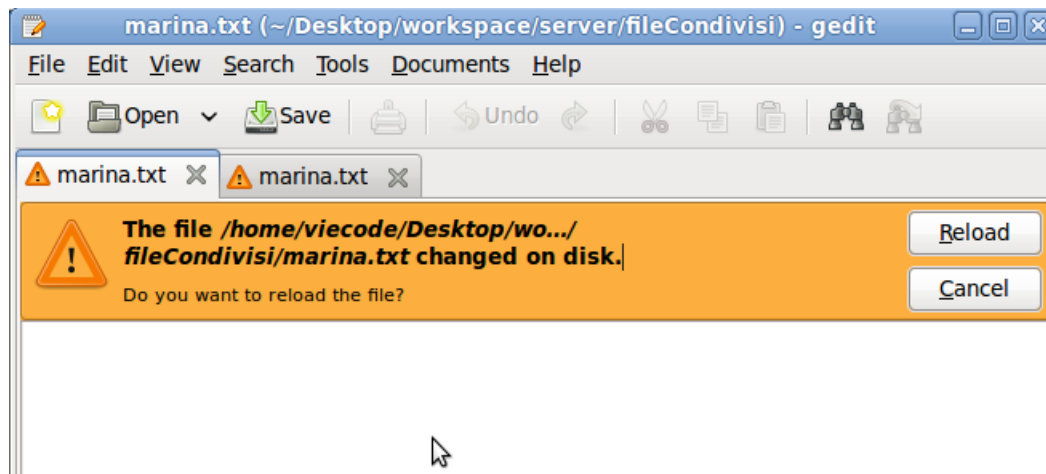 marina.txt (~/Desktop/workspace/server/fileCondivisi) - gedit
File Edit View Search Tools Documents Help
Open Save Undo
marina.txt marina.txt
The file /home/viecode/Desktop/wo.../
fileCondivisi/marina.txt changed on disk.
Do you want to reload the file?
Reload
Cancel